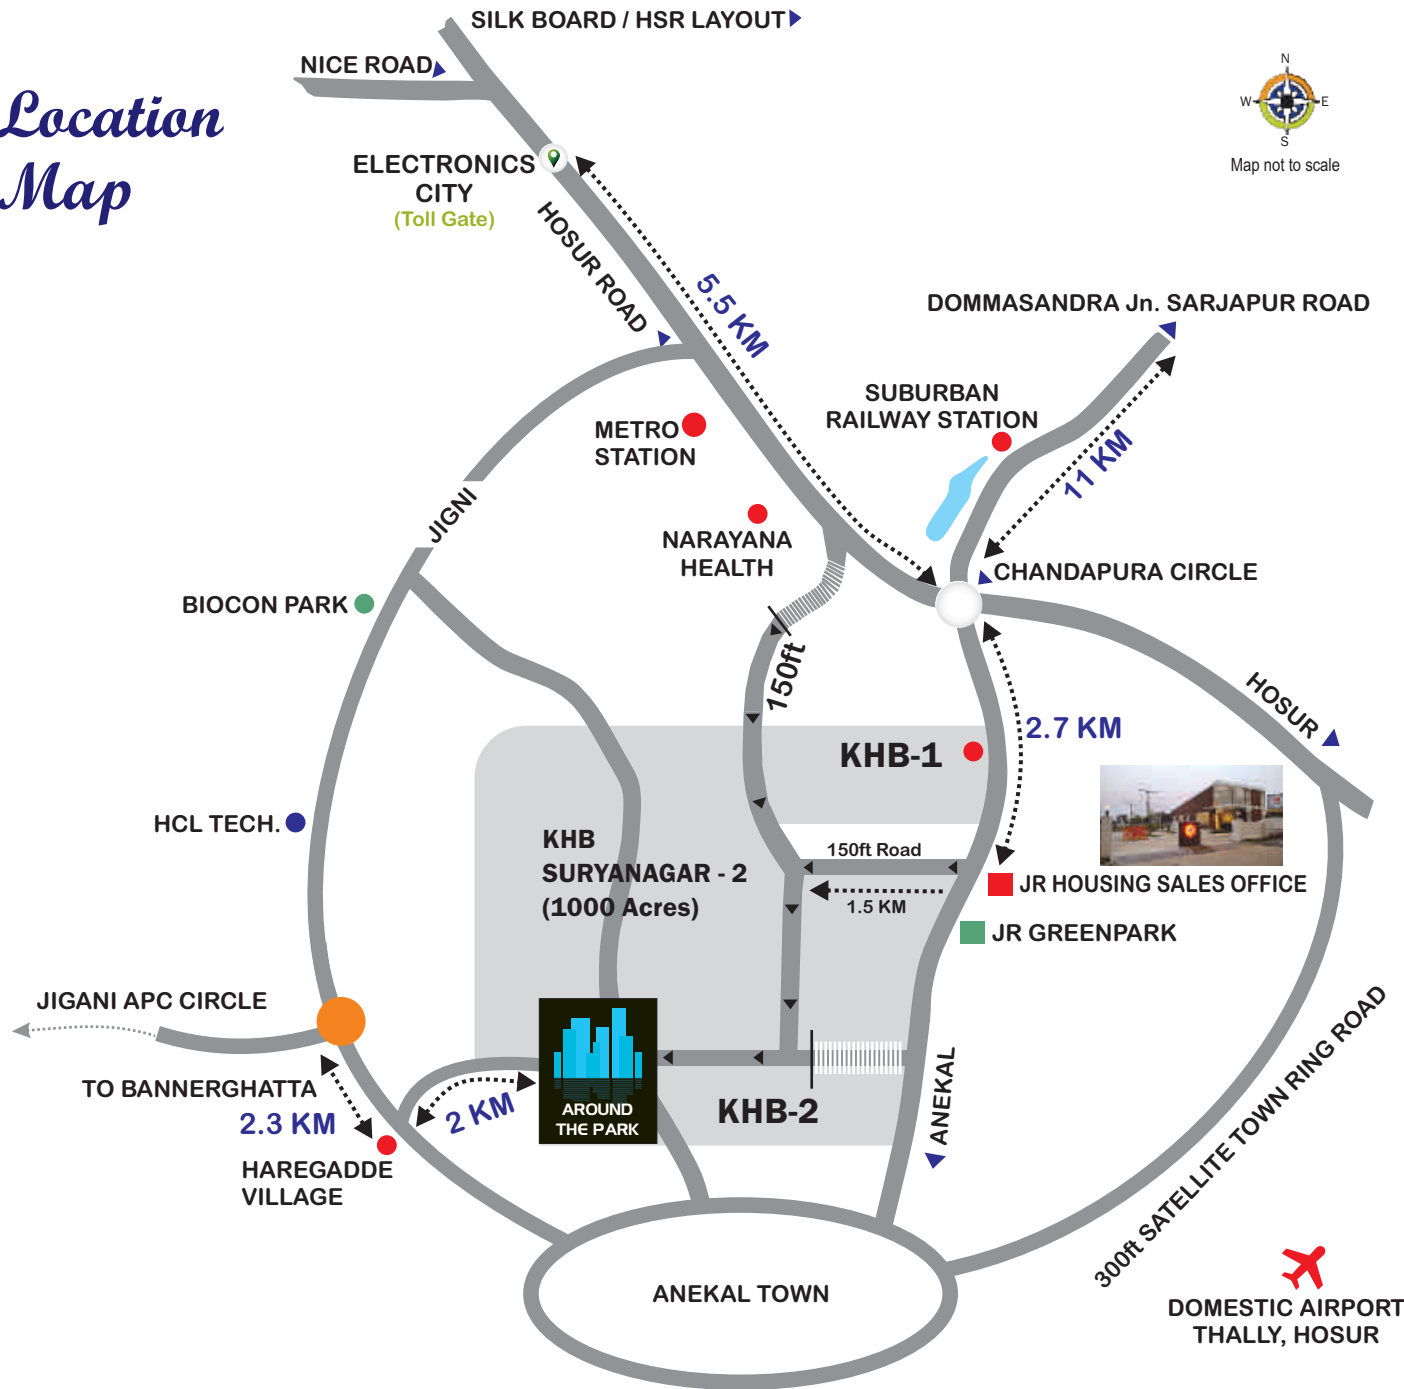 SILK BOARD / HSR LAYOUT
NICE ROAD
Location
Map
N
W
E
S
Map not to scale
ELECTRONICS
CITY
(Toll Gate)
HOSUR ROAD
5.5 KM
DOMMASANDRA Jn. SARJAPUR ROAD
SUBURBAN
RAILWAY STATION
11 KM
METRO
STATION
JIGNI
NARAYANA
HEALTH
CHANDAPURA CIRCLE
BIOCON PARK
150ft
HOSUR
2.7 KM
KHB-1
HCL TECH.
KHB
SURYANAGAR - 2
(1000 Acres)
150ft Road
1.5 KM
JR HOUSING SALES OFFICE
JR GREENPARK
JIGANI APC CIRCLE
TO BANNERGHATTA
2.3 KM
2 KM
AROUND
THE PARK
KHB-2
ANEKAL
HAREGADDE
VILLAGE
300ft SATELLITE TOWN RING ROAD
ANEKAL TOWN
DOMESTIC AIRPORT
THALLY, HOSUR